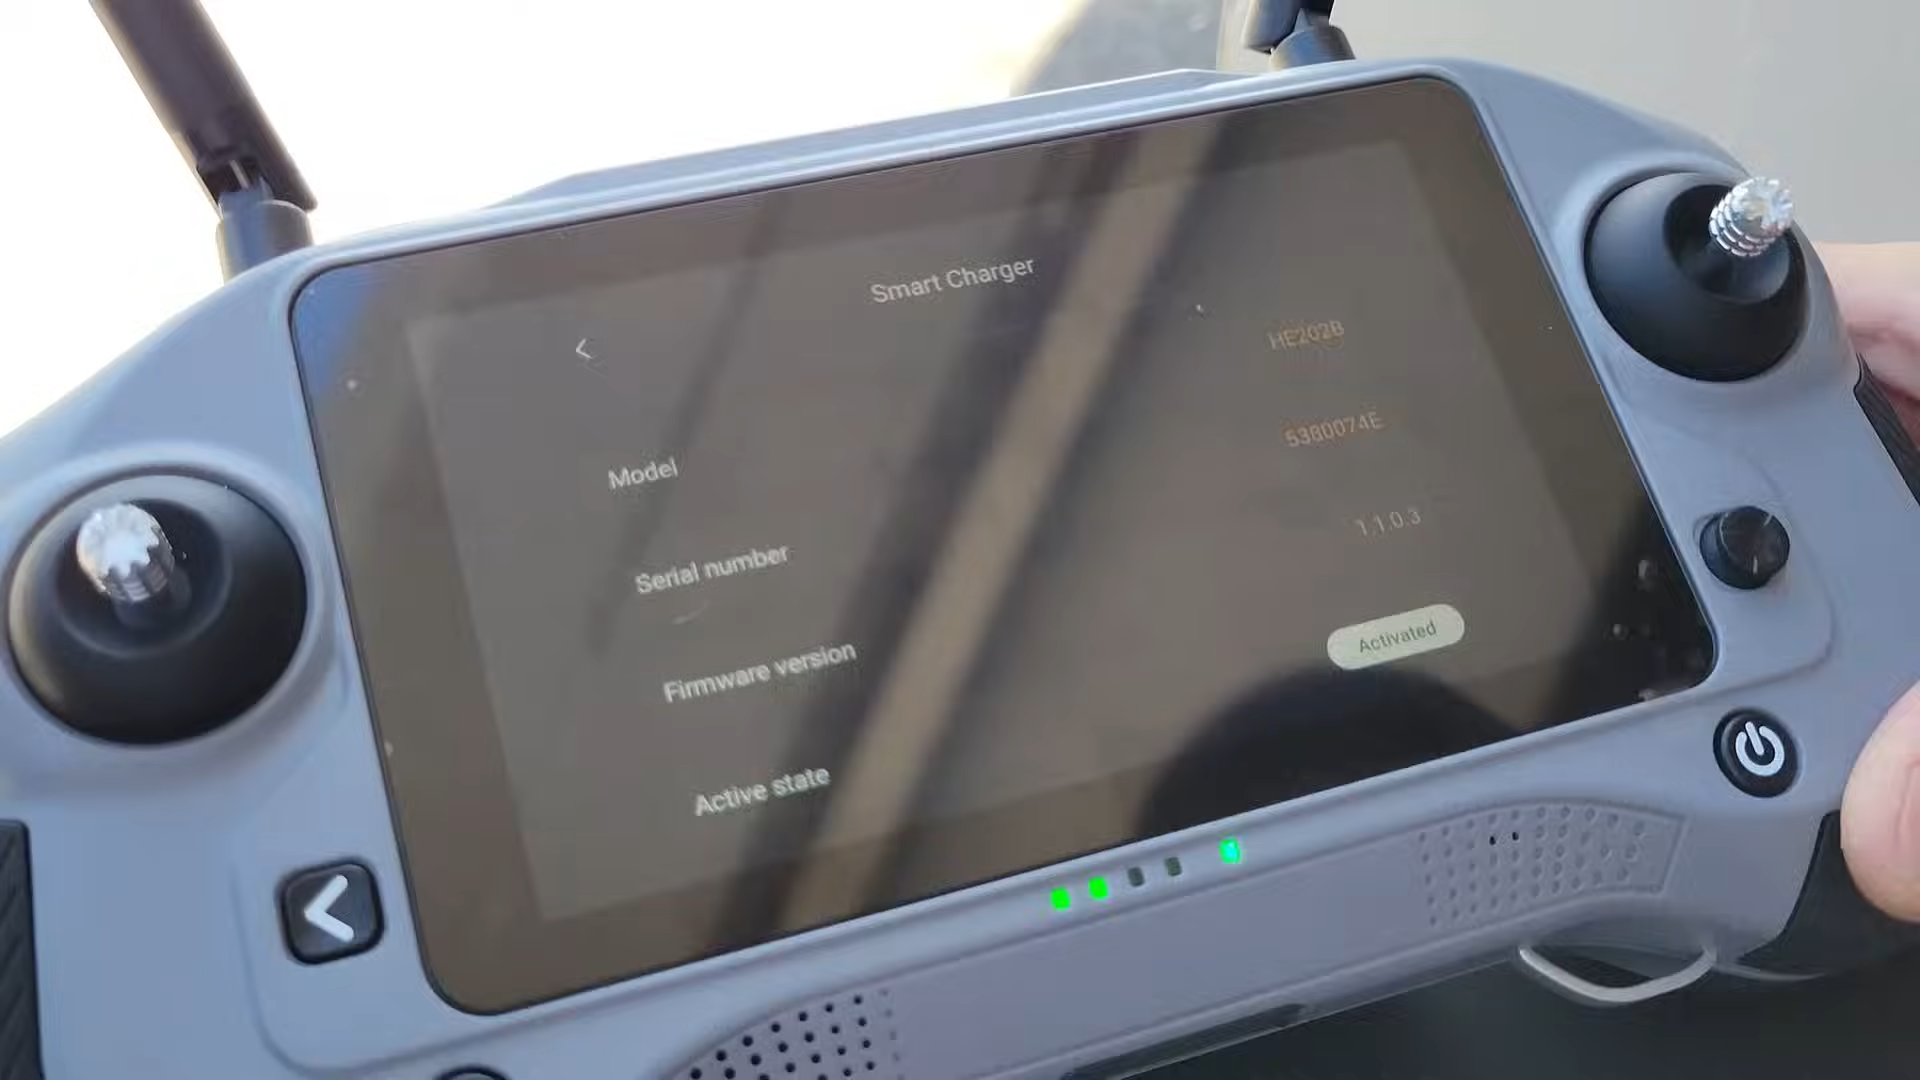 Smart Charger
Model HE202B
Serial number 5380074E
Firmware version 1.1.0.3
Active state Activated